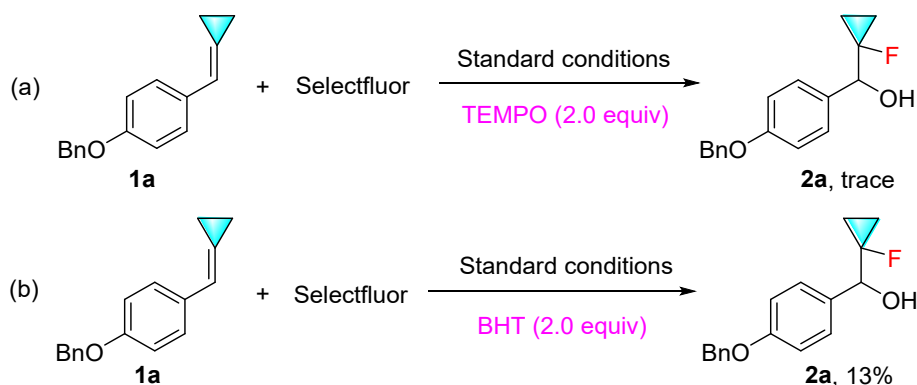 (a)
BnO
1a
+
Selectfluor
Standard conditions
TEMPO (2.0 equiv)
F
OH
BnO
2a, trace
(b)
BnO
1a
+
Selectfluor
Standard conditions
BHT (2.0 equiv)
F
OH
BnO
2a, 13%